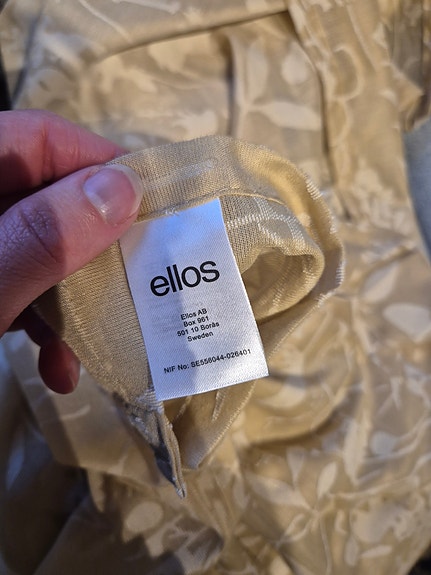 ellos
Ellos AB
Box 961
501 10 Borås
Sweden
NIF No: SE556044-026401